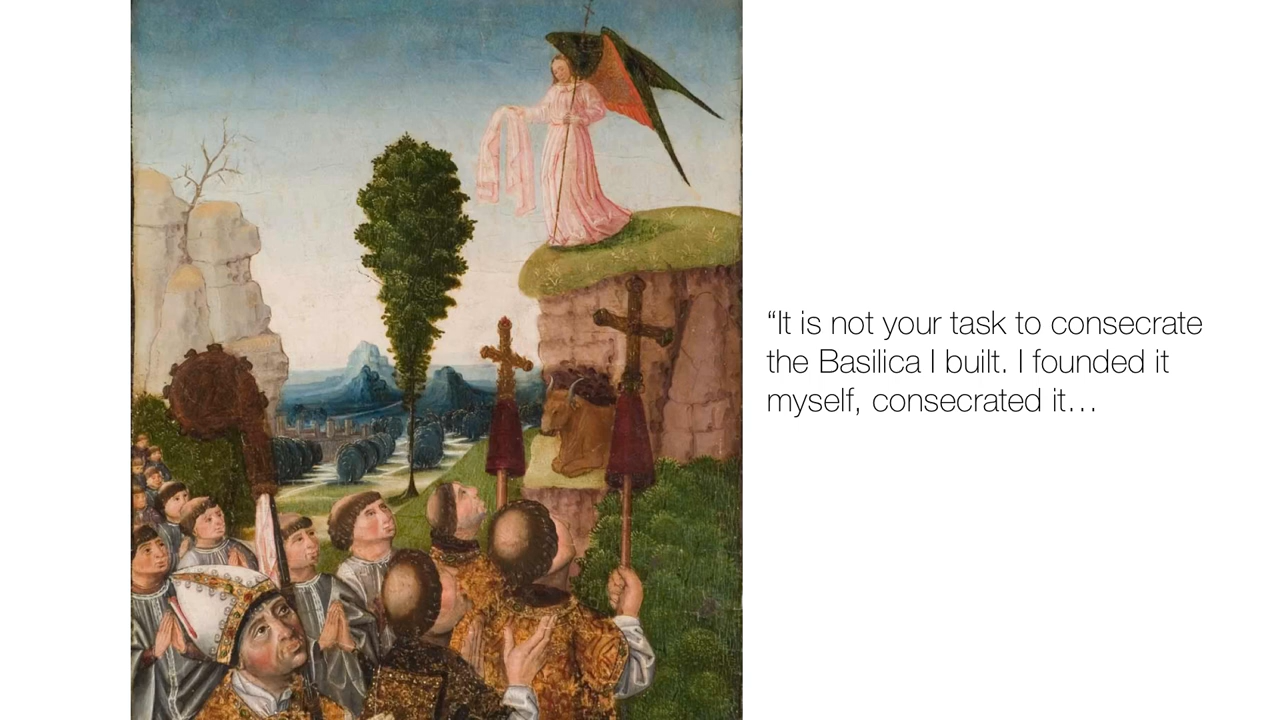 “It is not your task to consecrate
the Basilica I built. I founded it
myself, consecrated it…